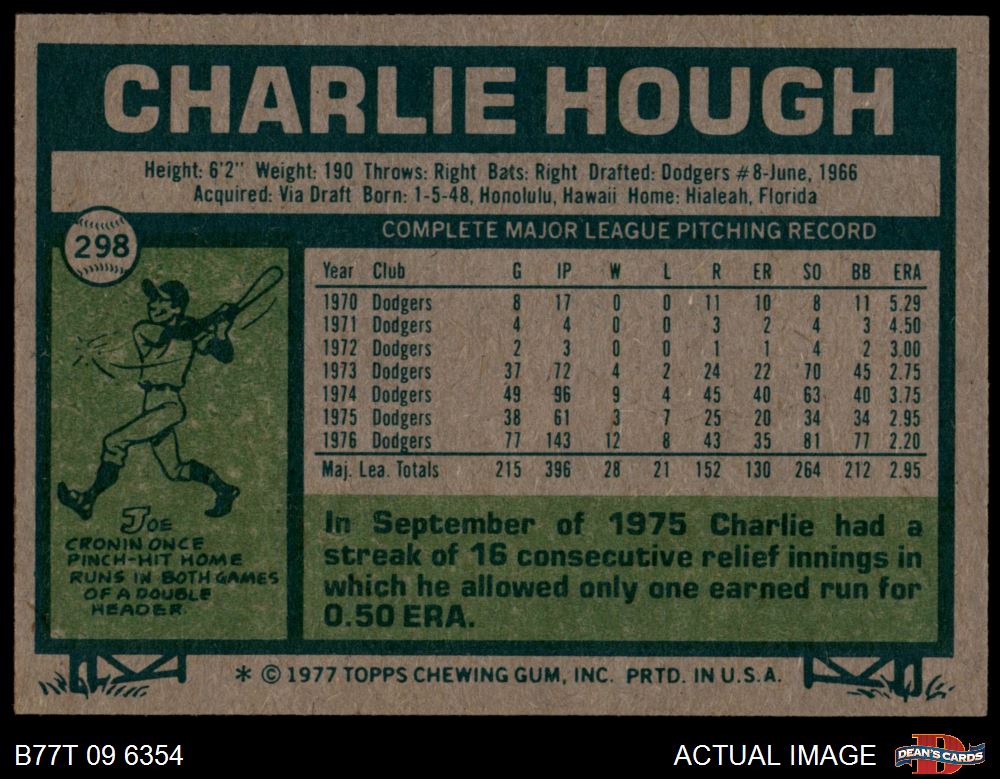 CHARLIE HOUGH
Height: 6'2" Weight: 190 Throws: Right Bats: Right Drafted: Dodgers #8-June, 1966
Acquired: Via Draft Born: 1-5-48, Honolulu, Hawaii Home: Hialeah, Florida
298
COMPLETE MAJOR LEAGUE PITCHING RECORD
Year Club G IP W L R ER SO BB ERA
1970 Dodgers 8 17 0 0 11 10 8 11 5.29
1971 Dodgers 4 4 0 0 3 2 4 3 4.50
1972 Dodgers 2 3 0 0 1 1 4 2 3.00
1973 Dodgers 37 72 4 2 24 22 70 45 2.75
1974 Dodgers 49 96 9 4 45 40 63 40 3.75
1975 Dodgers 38 61 3 7 25 20 34 34 2.95
1976 Dodgers 77 143 12 8 43 35 81 77 2.20
Maj. Lea. Totals 215 396 28 21 152 130 264 212 2.95
JOE
CRONIN ONCE
PINCH-HIT HOME
RUNS IN BOTH GAMES
OF A DOUBLE
HEADER.
In September of 1975 Charlie had a
streak of 16 consecutive relief innings in
which he allowed only one earned run for
0.50 ERA.
* © 1977 TOPPS CHEWING GUM, INC. PRTD. IN U.S.A.
B77T 09 6354
ACTUAL IMAGE
DEAN'S CARDS